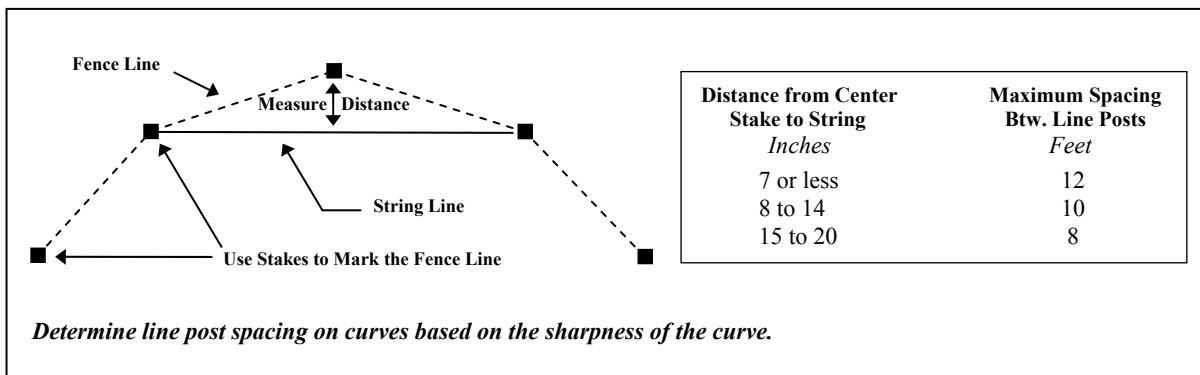 Fence Line
Measure Distance
String Line
Use Stakes to Mark the Fence Line
Distance from Center Maximum Spacing
Stake to String Btw. Line Posts
Inches Feet
7 or less 12
8 to 14 10
15 to 20 8
Determine line post spacing on curves based on the sharpness of the curve.